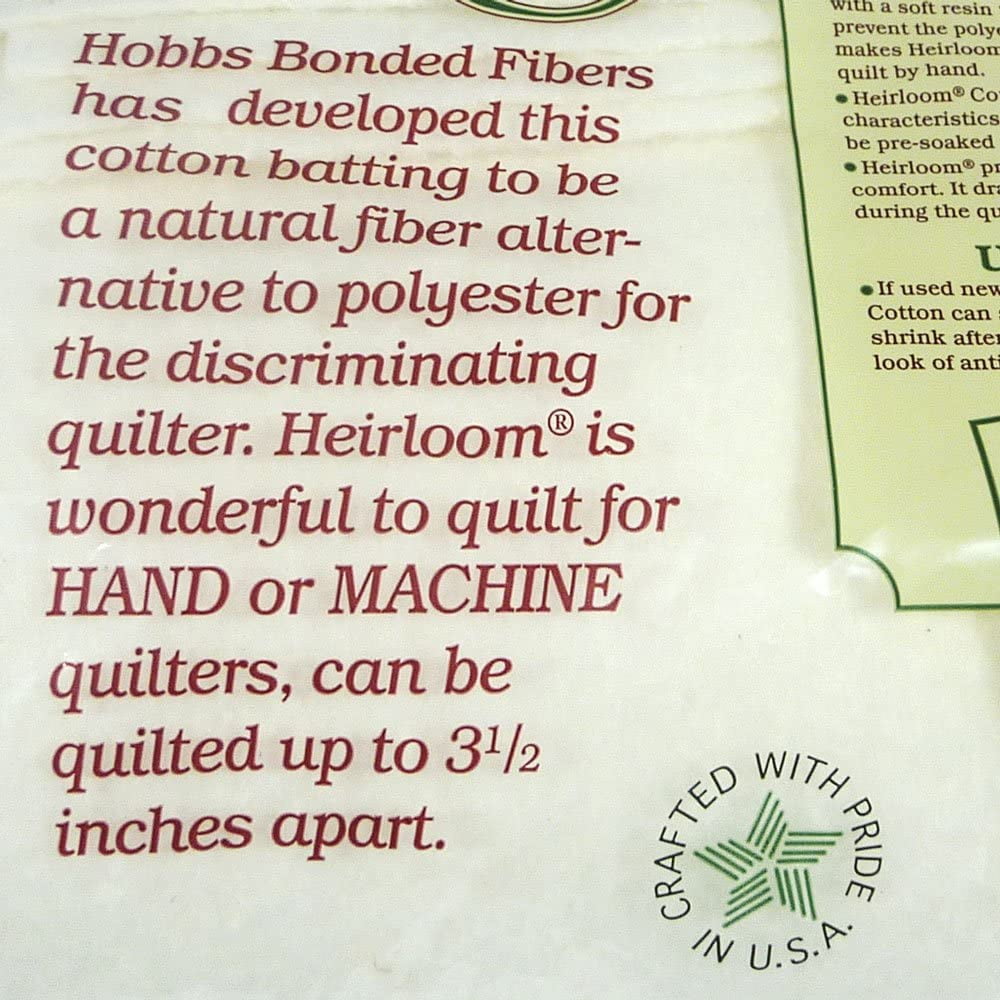 Hobbs Bonded Fibers
has developed this
cotton batting to be
a natural fiber alter-
native to polyester for
the discriminating
quilter. Heirloom® is
wonderful to quilt for
HAND or MACHINE
quilters, can be
quilted up to 3½
inches apart.
with a soft resin
prevent the polye
makes Heirloom
quilt by hand.
• Heirloom® Co
characteristics
be pre-soaked
• Heirloom® pr
comfort. It dra
during the qu
U
• If used new
Cotton can
shrink after
look of anti
CRAFTED WITH PRIDE
IN U.S.A.